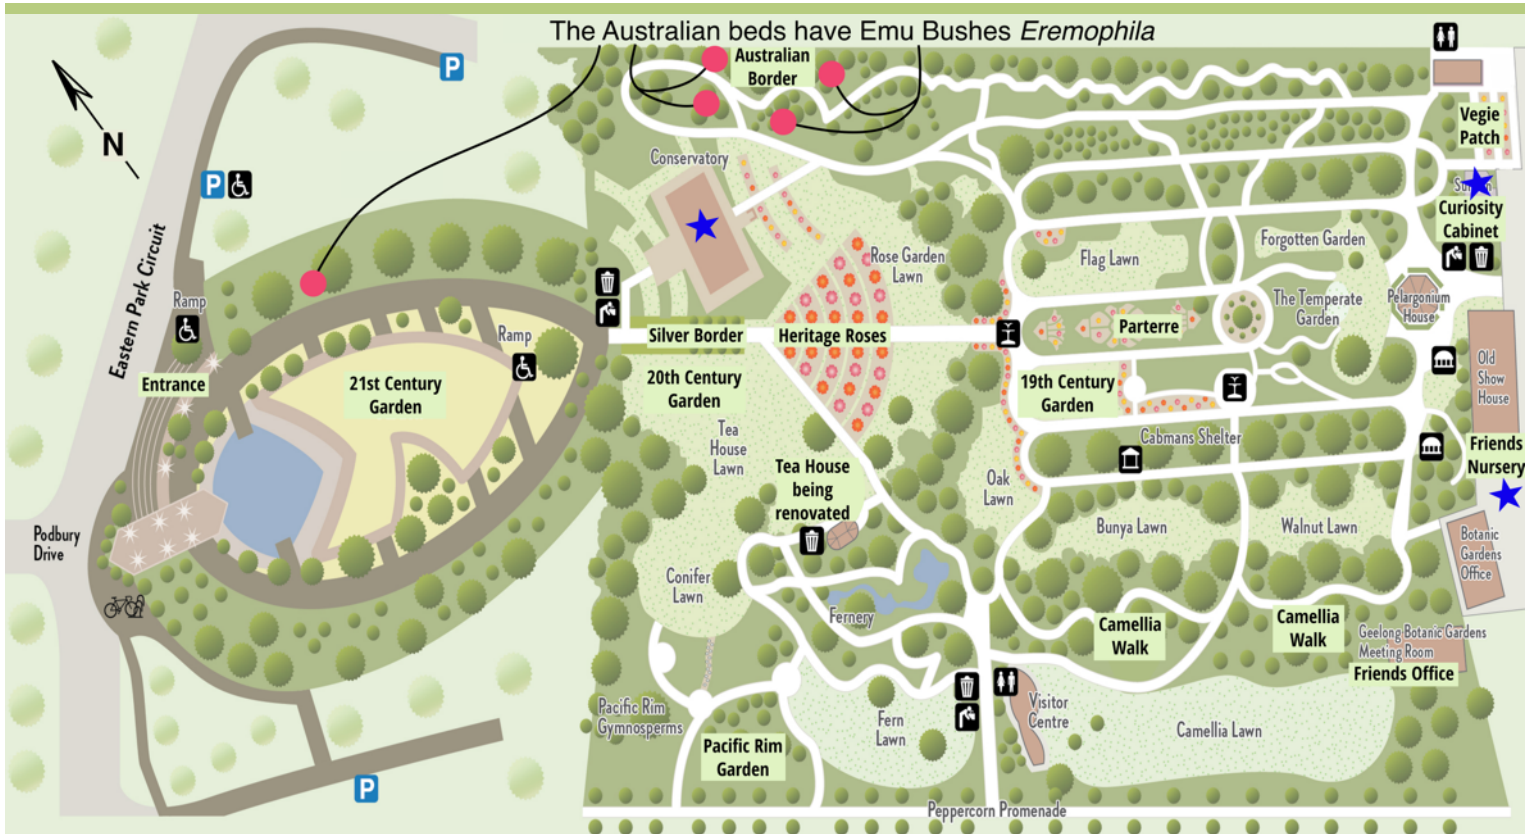 The Australian beds have Emu Bushes Eremophila
P
Australian
Border
Vegie
Patch
N
Conservatory
P
Curiosity
Cabinet
Eastern Park Circuit
Forgotten Garden
Rose Garden
Lawn
Flag Lawn
Ramp
The Temperate
Garden
Pelargonium
House
Ramp
Silver Border
Heritage Roses
Parterre
Entrance
21st Century
Garden
20th Century
Garden
19th Century
Garden
Old
Show
House
Tea
House
Lawn
Cabmans Shelter
Friends
Nursery
Tea House
being
renovated
Oak
Lawn
Bunya Lawn
Walnut Lawn
Podbury
Drive
Botanic
Gardens
Office
Conifer
Lawn
Fernery
Camellia
Walk
Camellia
Walk
Geelong Botanic Gardens
Meeting Room
Friends Office
Pacific Rim
Gymnosperms
Fern
Lawn
Visitor
Centre
Camellia Lawn
Pacific Rim
Garden
P
Peppercorn Promenade